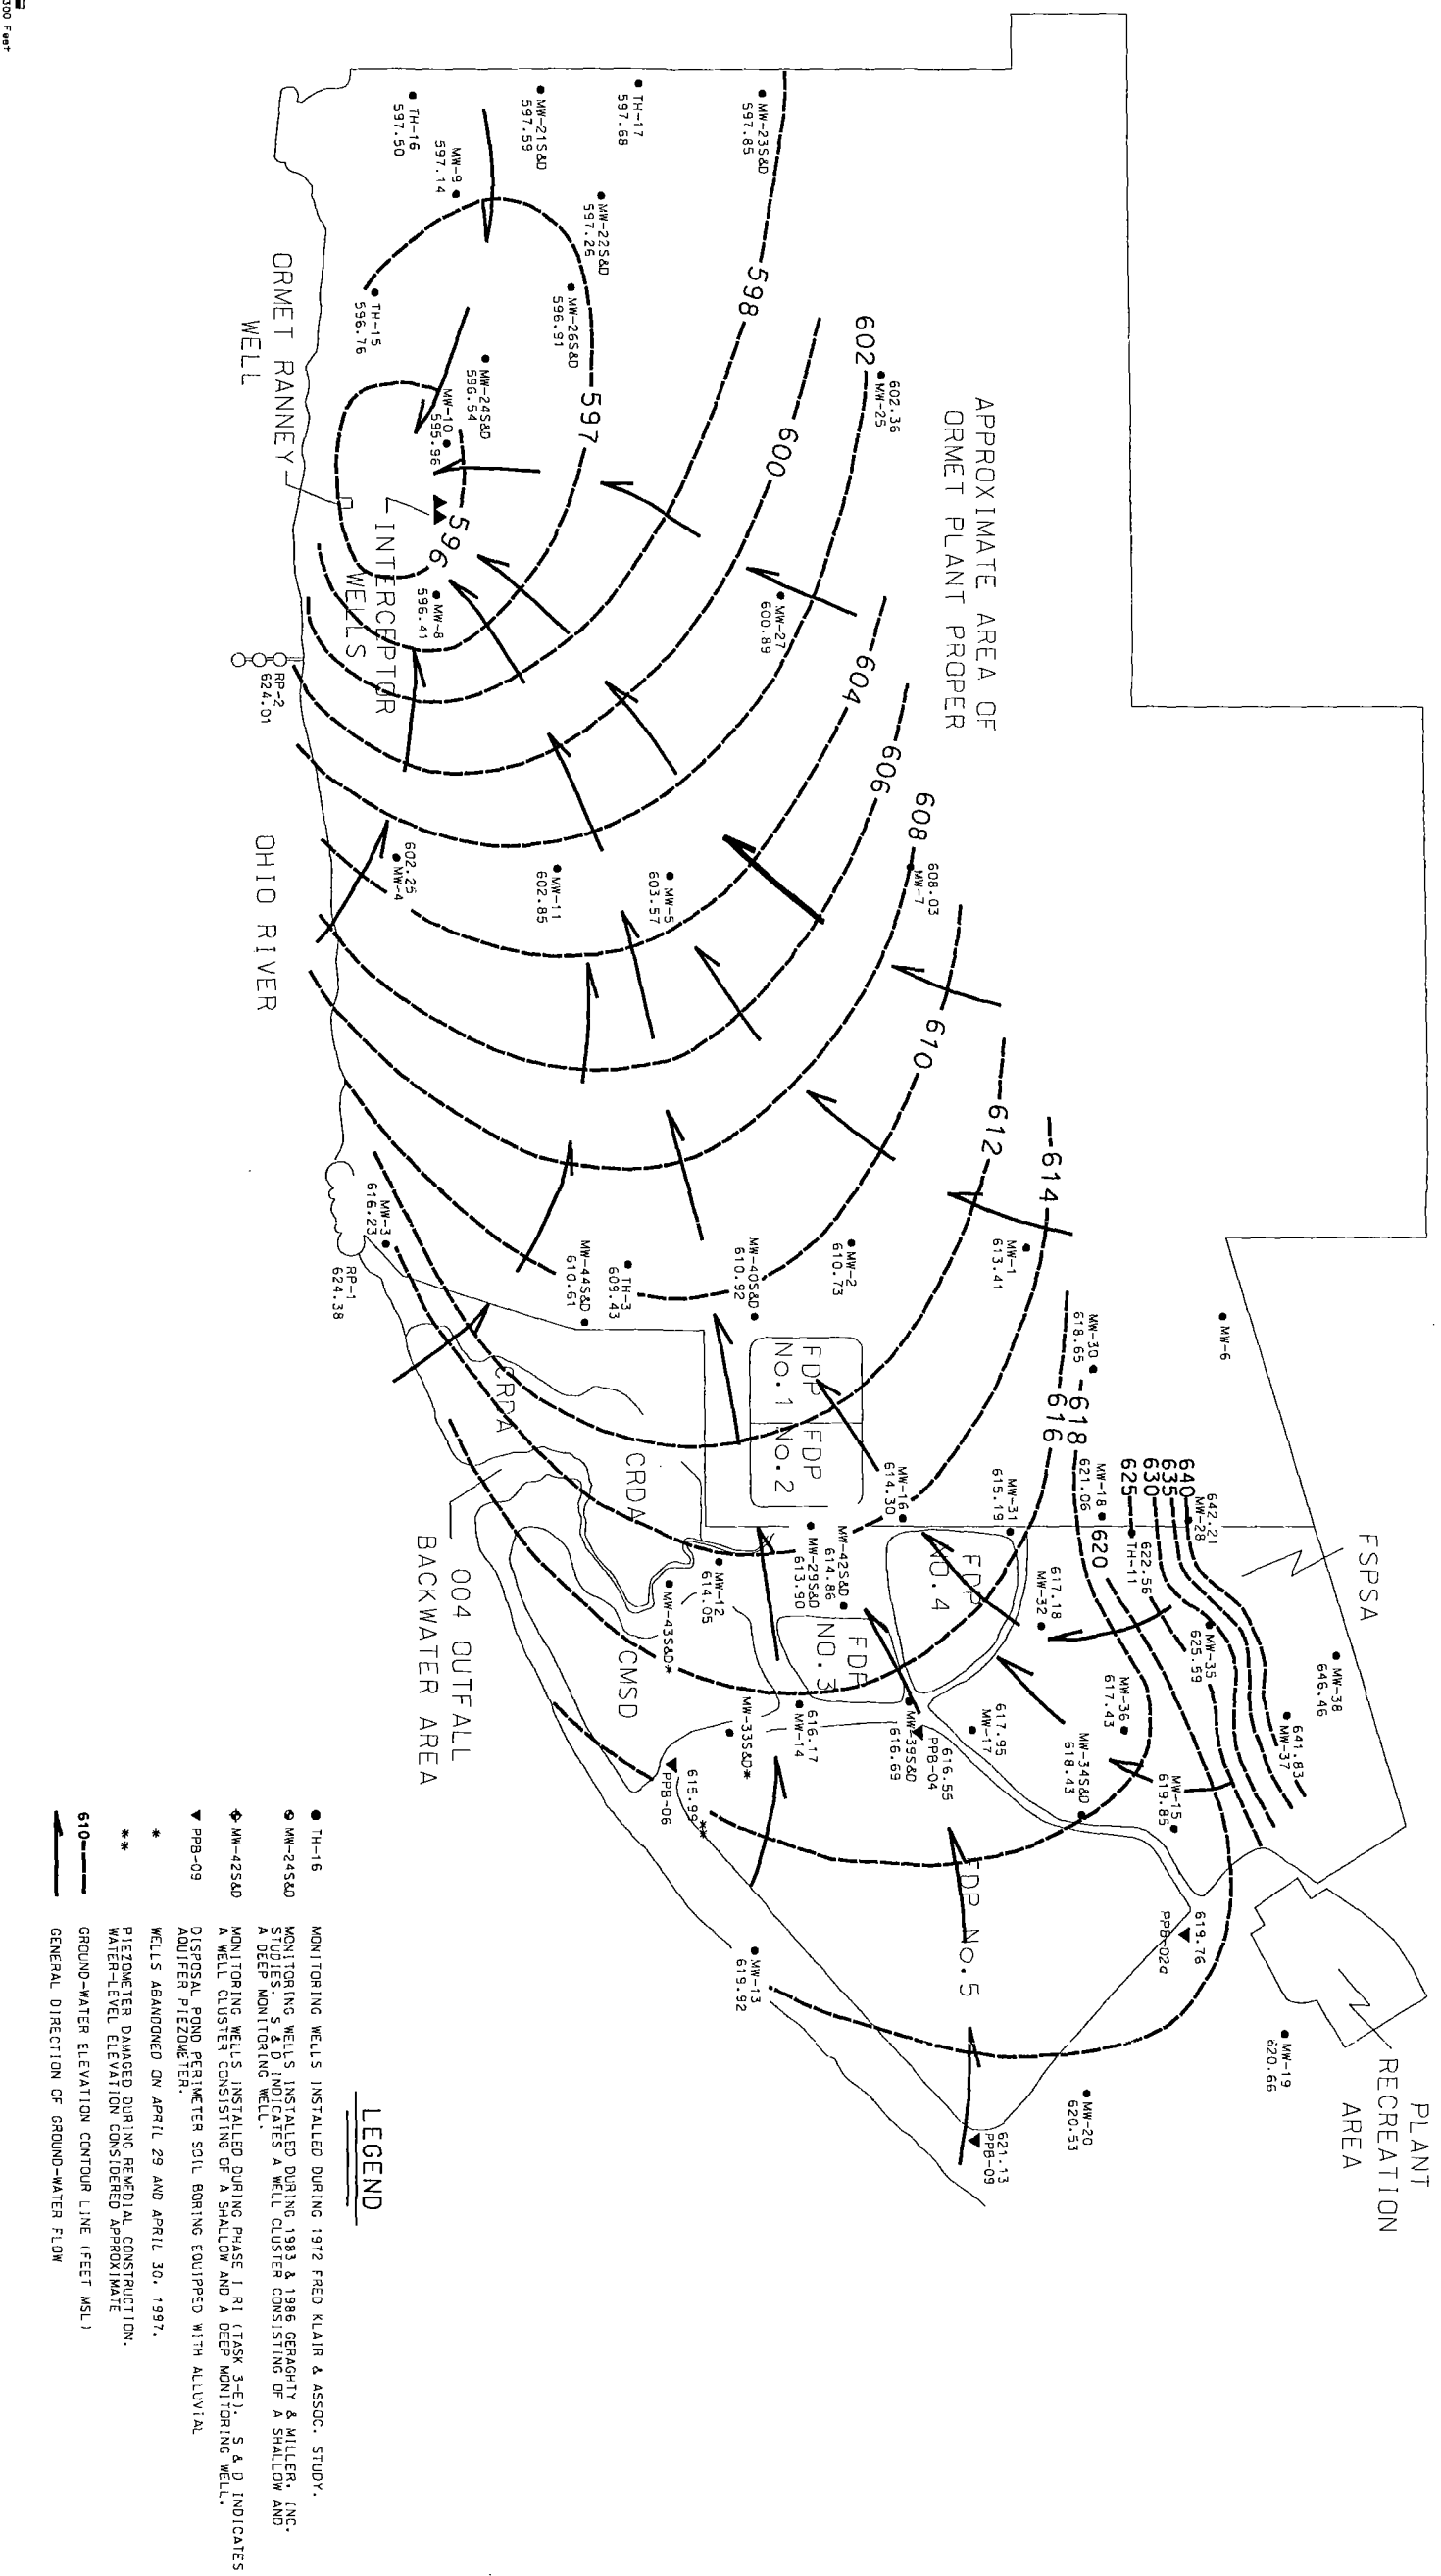 300 Feet
TH-16
597.50
MW-9
597.14
MW-21S&D
597.59
TH-17
597.68
MW-23S&D
597.85
MW-22S&D
597.26
MW-26S&D
596.91
TH-15
596.76
MW-24S&D
596.54
MW-10
595.96
MW-8
596.41
ORMET RANNEY
WELL
INTERCEPTOR
WELLS
596
597
598
600
602
602.36
MW-25
APPROXIMATE AREA OF
ORMET PLANT PROPER
MW-27
600.89
604
606
608
608.03
MW-7
610
612
614
616
618
620
625
630
635
640
RP-2
624.01
OHIO RIVER
602.25
MW-4
MW-11
602.85
MW-5
603.57
MW-3
616.23
RP-1
624.38
MW-44S&D
610.61
TH-3
609.43
MW-40S&D
610.92
MW-2
610.73
MW-1
613.41
MW-6
MW-30
618.65
MW-18
621.06
642.21
MW-28
622.56
TH-11
MW-35
625.59
MW-38
646.46
641.83
MW-37
FSPSA
FDP
No. 1
FDP
No. 2
MW-16
614.30
MW-31
615.19
617.18
MW-32
FDP
NO. 4
MW-42S&D
614.86
MW-29S&D
613.90
FDP
NO. 3
CRDA
CRDA
MW-12
614.05
MW-43S&D*
CMSD
004 OUTFALL
BACKWATER AREA
MW-33S&D*
616.17
MW-14
MW-39S&D
616.69
616.55
PPB-04
617.95
MW-17
MW-36
617.43
MW-34S&D
618.43
MW-15
619.85
615.99**
PPB-06
FDP No. 5
MW-13
619.92
619.76
PPB-02a
PLANT
RECREATION
AREA
MW-19
620.66
MW-20
620.53
621.13
PPB-09
LEGEND
TH-16 MONITORING WELLS INSTALLED DURING 1972 FRED KLAIR & ASSOC. STUDY.
MW-24S&D MONITORING WELLS INSTALLED DURING 1983 & 1986 GERAGHTY & MILLER, INC.
STUDIES. S & D INDICATES A WELL CLUSTER CONSISTING OF A SHALLOW AND
A DEEP MONITORING WELL.
MW-42S&D MONITORING WELLS INSTALLED DURING PHASE I RI (TASK 3-E). S & D INDICATES
A WELL CLUSTER CONSISTING OF A SHALLOW AND A DEEP MONITORING WELL.
PPB-09 DISPOSAL POND PERIMETER SOIL BORING EQUIPPED WITH ALLUVIAL
AQUIFER PIEZOMETER.
* WELLS ABANDONED ON APRIL 29 AND APRIL 30, 1997.
** PIEZOMETER DAMAGED DURING REMEDIAL CONSTRUCTION.
WATER-LEVEL ELEVATION CONSIDERED APPROXIMATE
610 GROUND-WATER ELEVATION CONTOUR LINE (FEET MSL)
GENERAL DIRECTION OF GROUND-WATER FLOW